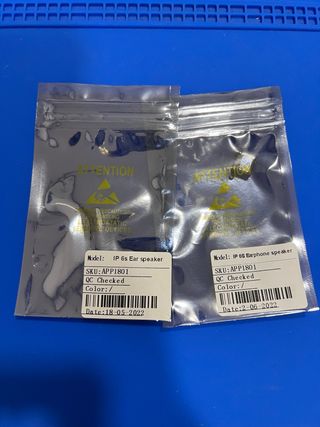 ATTENTION
Model: IP 6s Ear speaker
SKU:APP1801
QC Checked
Color:/
Date:18-05-2022
ATTENTION
Model: IP 6S Earphone speaker
SKU:APP1801
QC Checked
Color:/
Date:2-06-2022